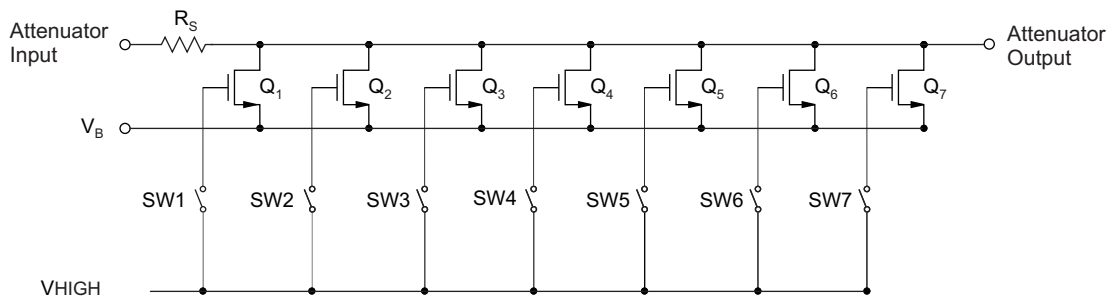 Attenuator
Input
R_S
Attenuator
Output
Q_1
Q_2
Q_3
Q_4
Q_5
Q_6
Q_7
V_B
SW1
SW2
SW3
SW4
SW5
SW6
SW7
VHIGH